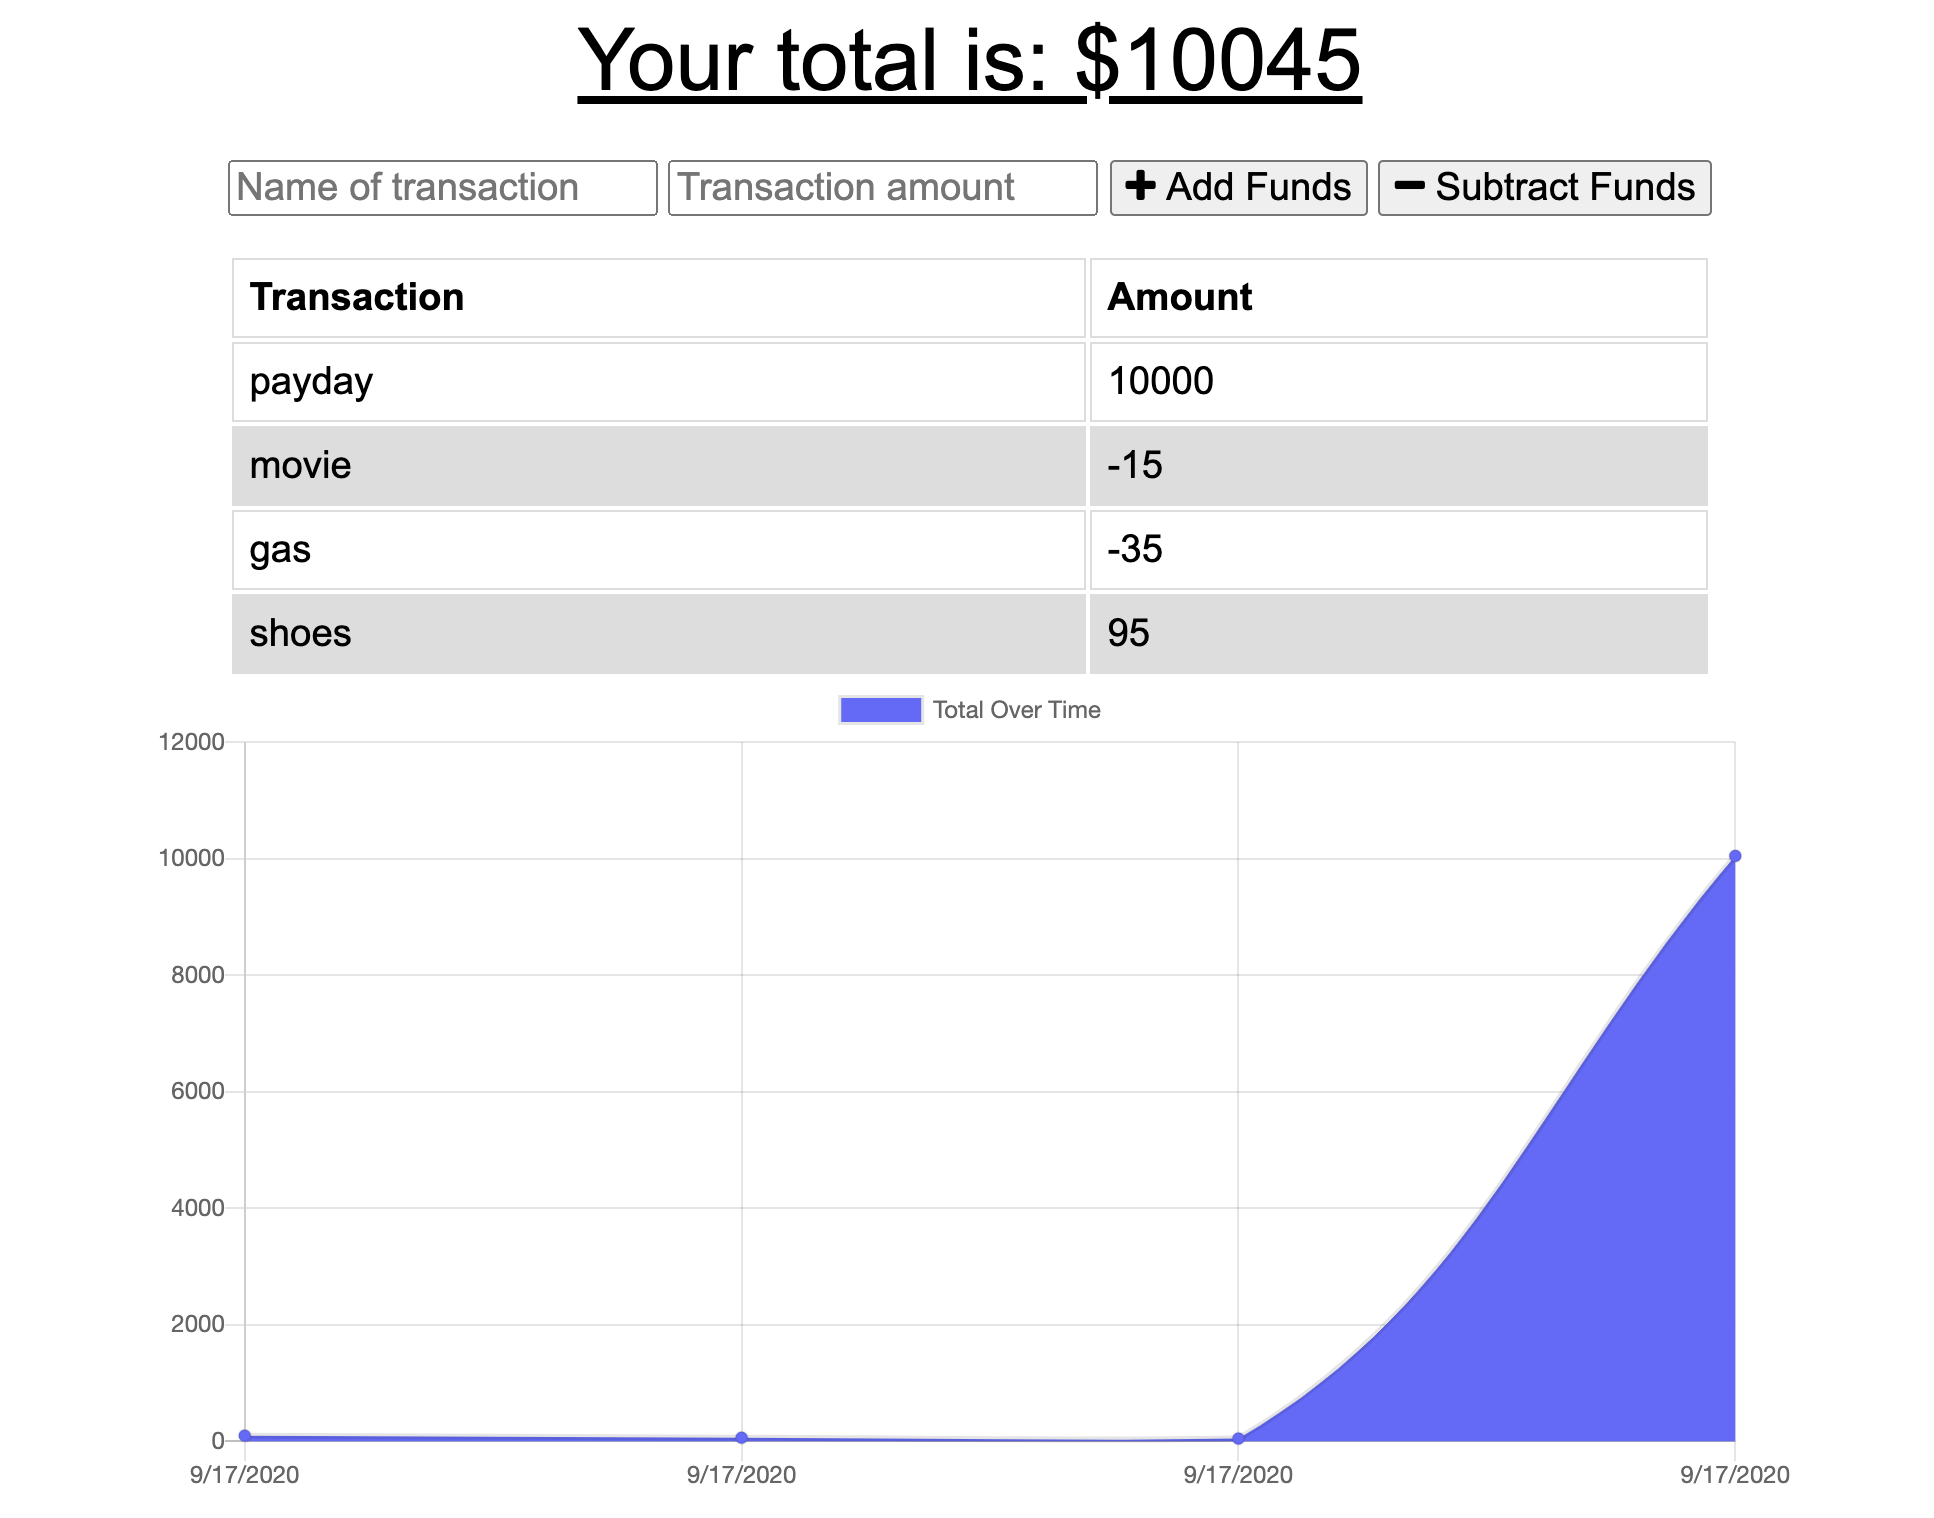 Your total is: $10045
Name of transaction Transaction amount Add Funds Subtract Funds
Transaction Amount
payday 10000
movie -15
gas -35
shoes 95
Total Over Time
12000
10000
8000
6000
4000
2000
0
9/17/2020 9/17/2020 9/17/2020 9/17/2020